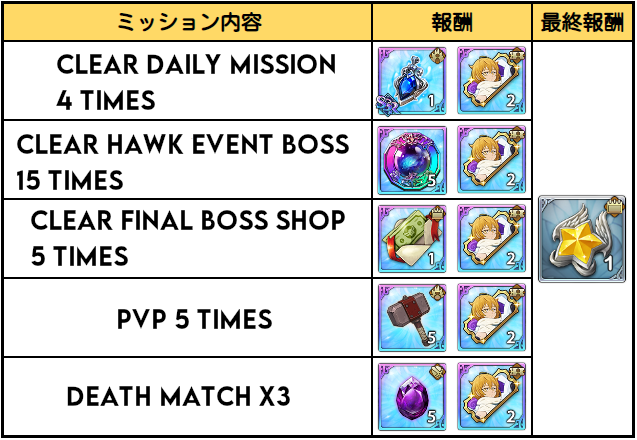 ミッション内容 報酬 最終報酬
CLEAR DAILY MISSION
4 TIMES
1 2
CLEAR HAWK EVENT BOSS
15 TIMES
5 2
CLEAR FINAL BOSS SHOP
5 TIMES
1 2
1
PVP 5 TIMES
5 2
DEATH MATCH X3
5 2